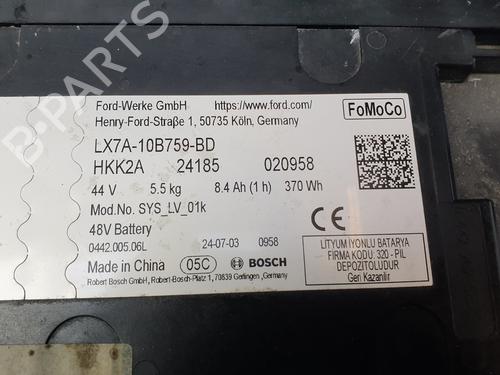 B-PARTS
Ford-Werke GmbH https://www.ford.com/
Henry-Ford-Straße 1, 50735 Köln, Germany
FoMoCo
LX7A-10B759-BD
HKK2A 24185 020958
44 V 5.5 kg 8.4 Ah (1 h) 370 Wh
Mod.No. SYS_LV_01k
48V Battery
0442.005.06L 24-07-03 0958
CE
Made in China 05C BOSCH
Robert Bosch GmbH, Robert-Bosch-Platz 1, 70839 Gerlingen, Germany
LITYUM IYONLU BATARYA
FIRMA KODU: 320 - PIL
DEPOZITOLUDUR
Geri Kazanilir